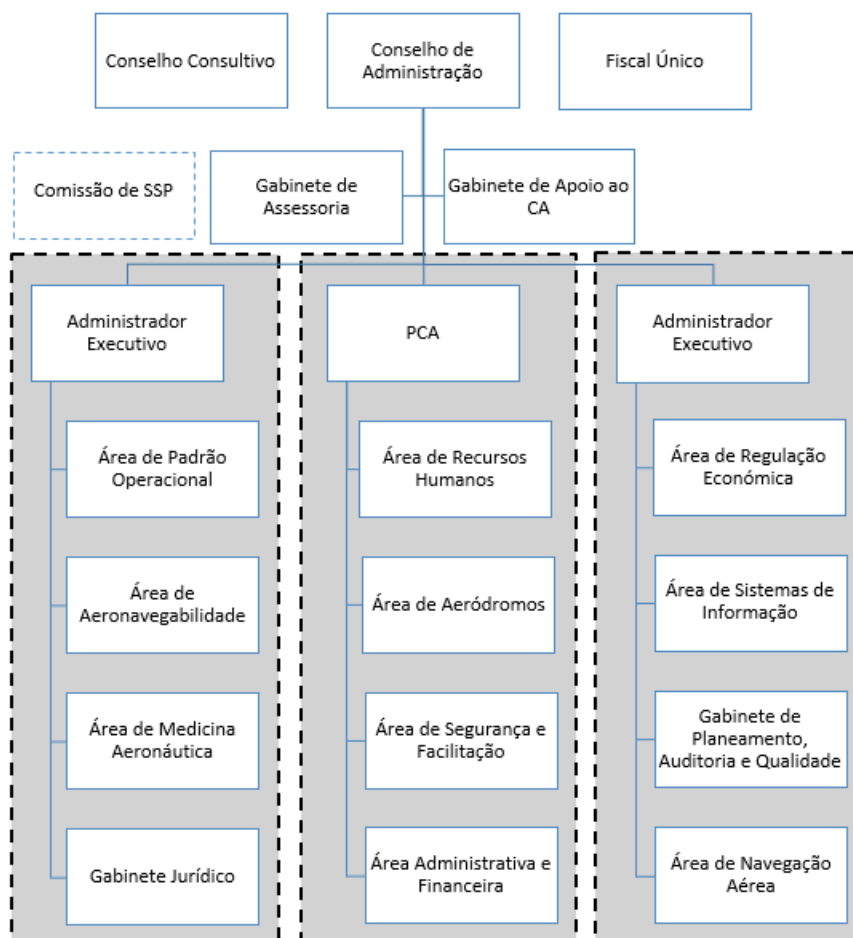 Conselho Consultivo
Conselho de
Administração
Fiscal Único
Comissão de SSP
Gabinete de
Assessoria
Gabinete de Apoio ao
CA
Administrador
Executivo
Área de Padrão
Operacional
Área de
Aeronavegabilidade
Área de Medicina
Aeronáutica
Gabinete Jurídico
PCA
Área de Recursos
Humanos
Área de Aeródromos
Área de Segurança e
Facilitação
Área Administrativa e
Financeira
Administrador
Executivo
Área de Regulação
Económica
Área de Sistemas de
Informação
Gabinete de
Planeamento,
Auditoria e Qualidade
Área de Navegação
Aérea